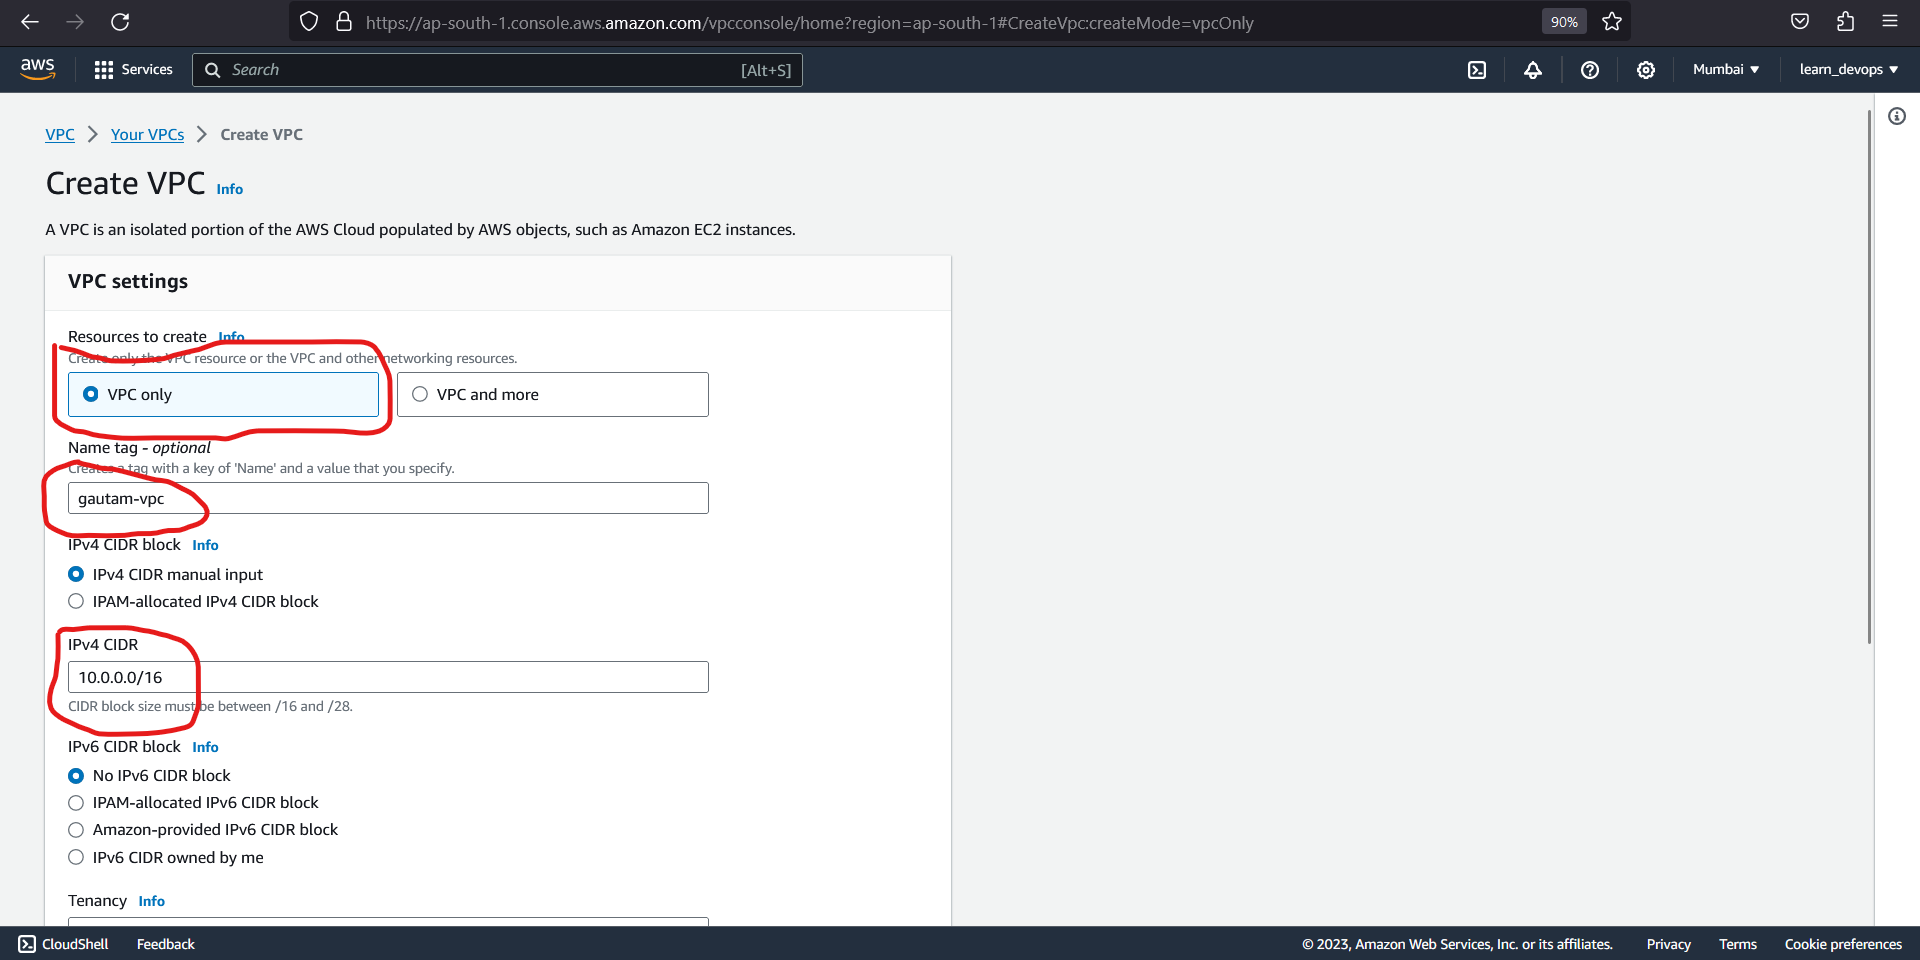 https://ap-south-1.console.aws.amazon.com/vpcconsole/home?region=ap-south-1#CreateVpc:createMode=vpcOnly
90%
aws
Services
Search
[Alt+S]
Mumbai
learn_devops
VPC
Your VPCs
Create VPC
Create VPC Info
A VPC is an isolated portion of the AWS Cloud populated by AWS objects, such as Amazon EC2 instances.
VPC settings
Resources to create Info
Create only the VPC resource or the VPC and other networking resources.
VPC only
VPC and more
Name tag - optional
Creates a tag with a key of 'Name' and a value that you specify.
gautam-vpc
IPv4 CIDR block Info
IPv4 CIDR manual input
IPAM-allocated IPv4 CIDR block
IPv4 CIDR
10.0.0.0/16
CIDR block size must be between /16 and /28.
IPv6 CIDR block Info
No IPv6 CIDR block
IPAM-allocated IPv6 CIDR block
Amazon-provided IPv6 CIDR block
IPv6 CIDR owned by me
Tenancy Info
CloudShell
Feedback
© 2023, Amazon Web Services, Inc. or its affiliates.
Privacy
Terms
Cookie preferences